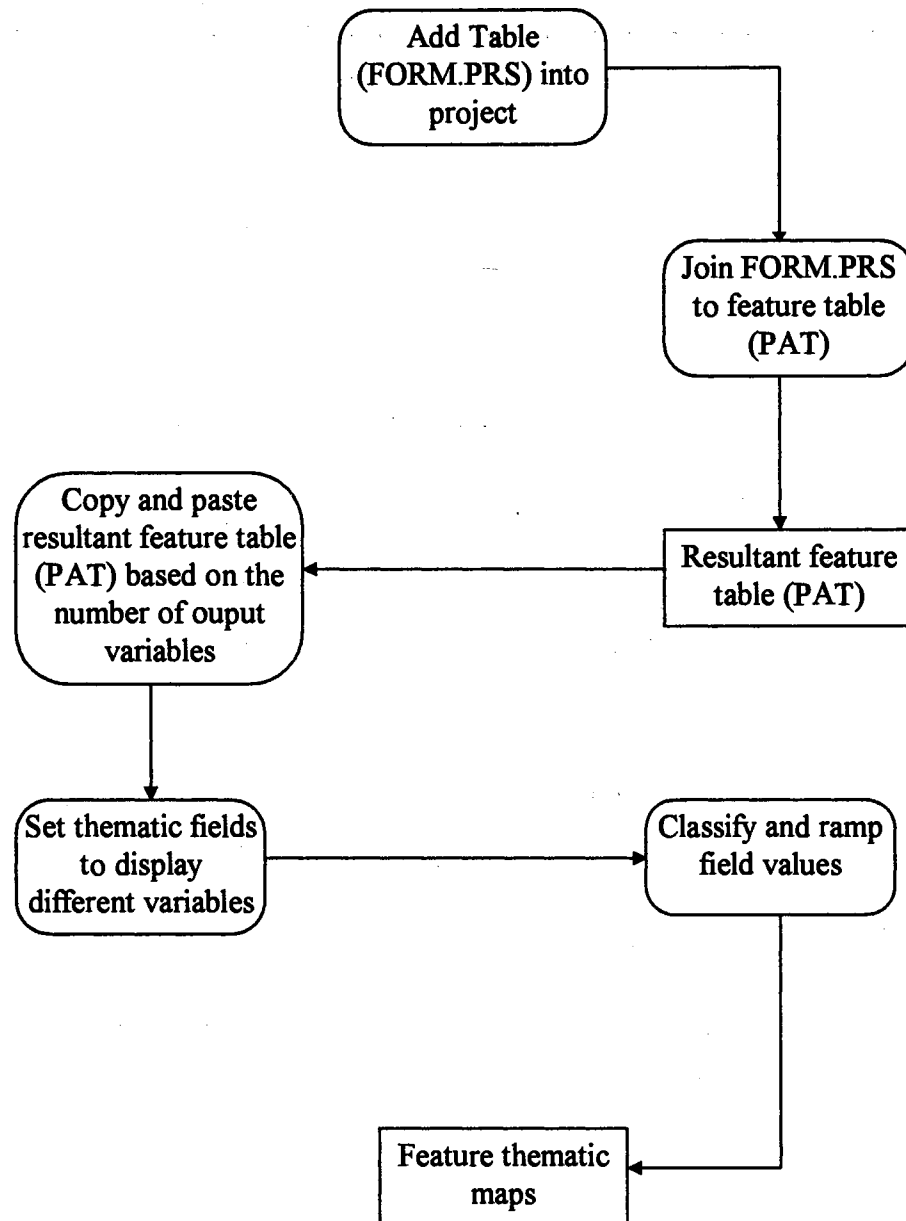 Add Table
(FORM.PRS) into
project
Join FORM.PRS
to feature table
(PAT)
Resultant feature
table (PAT)
Copy and paste
resultant feature table
(PAT) based on the
number of ouput
variables
Set thematic fields
to display
different variables
Classify and ramp
field values
Feature thematic
maps